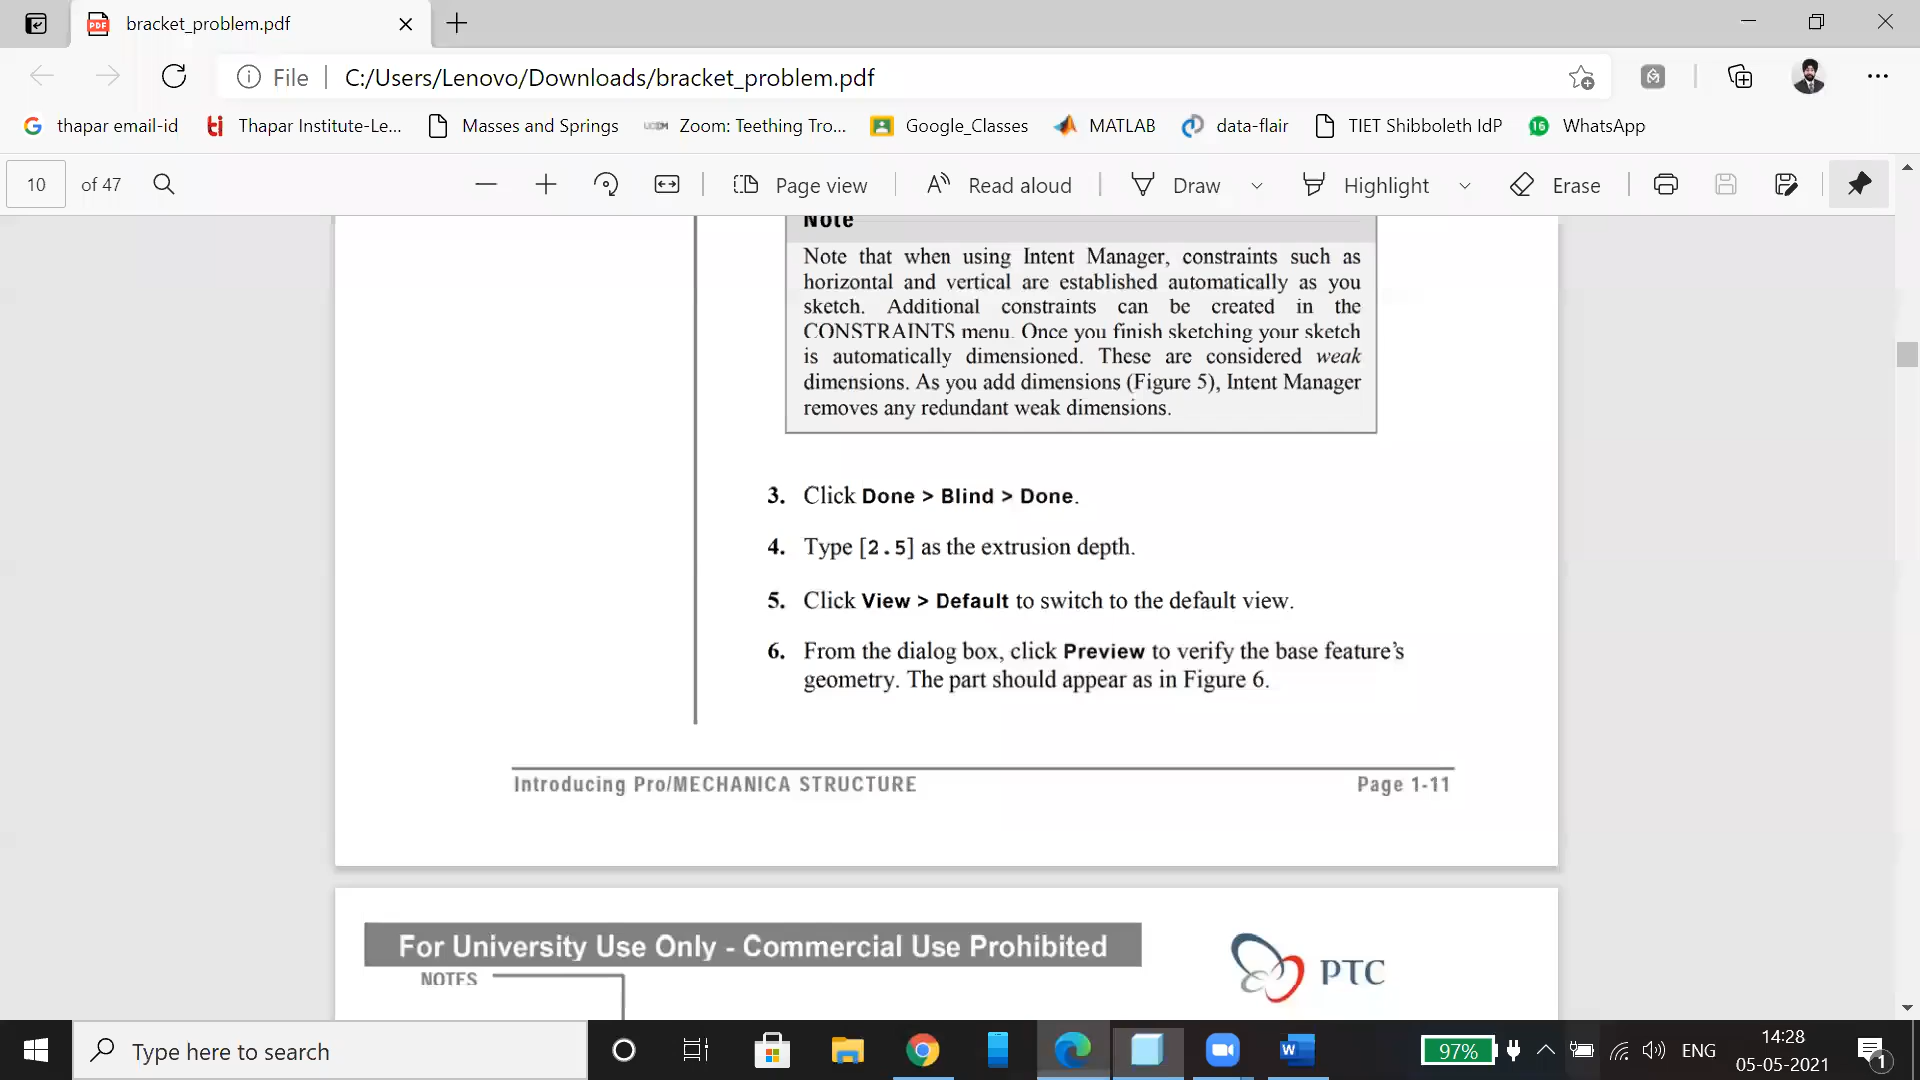 bracket_problem.pdf
File
C:/Users/Lenovo/Downloads/bracket_problem.pdf
thapar email-id
Thapar Institute-Le...
Masses and Springs
UCDM
Zoom: Teething Tro...
Google_Classes
MATLAB
data-flair
TIET Shibboleth IdP
16
WhatsApp
10 of 47
Page view
Read aloud
Draw
Highlight
Erase
Note
Note that when using Intent Manager, constraints such as
horizontal and vertical are established automatically as you
sketch. Additional constraints can be created in the
CONSTRAINTS menu. Once you finish sketching your sketch
is automatically dimensioned. These are considered weak
dimensions. As you add dimensions (Figure 5), Intent Manager
removes any redundant weak dimensions.
3. Click Done > Blind > Done.
4. Type [2.5] as the extrusion depth.
5. Click View > Default to switch to the default view.
6. From the dialog box, click Preview to verify the base feature’s
geometry. The part should appear as in Figure 6.
Introducing Pro/MECHANICA STRUCTURE
Page 1-11
For University Use Only - Commercial Use Prohibited
NOTES
PTC
Type here to search
97%
ENG
14:28
05-05-2021
1